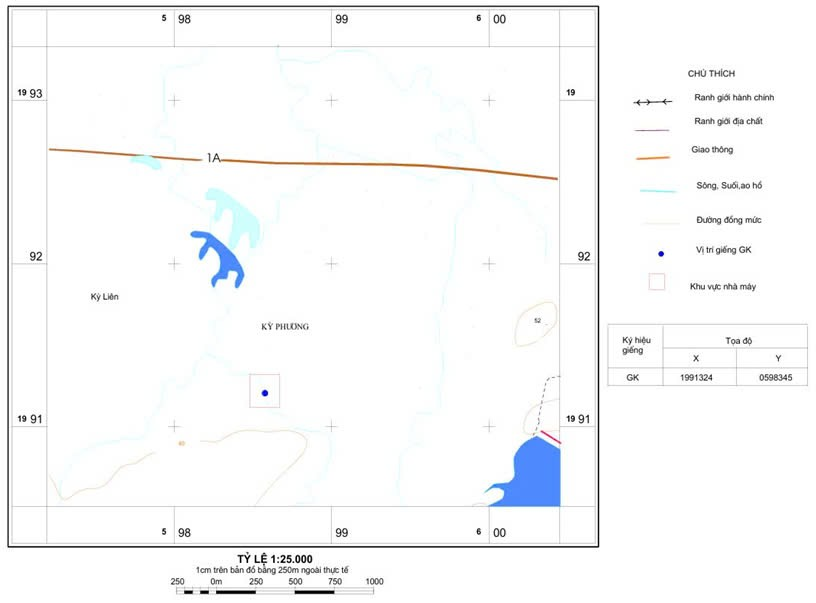 5 98 99 6 00
19 93 19
1A
92 92
Kỳ Liên
KỲ PHƯƠNG
52
19 91 19 91
40
5 98 99 6 00
TỶ LỆ 1:25.000
1cm trên bản đồ bằng 250m ngoài thực tế
250 0m 250 500 750 1000
CHÚ THÍCH
Ranh giới hành chinh
Ranh giới địa chất
Giao thông
Sông, Suối,ao hồ
Đường đồng mức
Vị trí giếng GK
Khu vực nhà máy
Ký hiệu giếng Tọa độ
X Y
GK 1991324 0598345